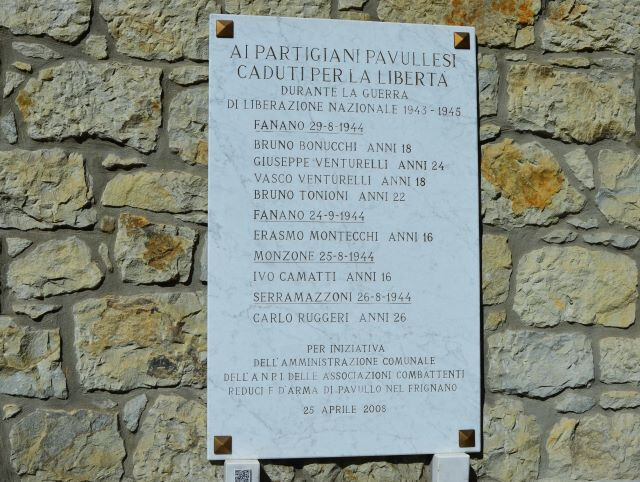 AI PARTIGIANI PAVULLESI
CADUTI PER LA LIBERTÀ
DURANTE LA GUERRA
DI LIBERAZIONE NAZIONALE 1943 - 1945
FANANO 29-8-1944
BRUNO BONUCCHI ANNI 18
GIUSEPPE VENTURELLI ANNI 24
VASCO VENTURELLI ANNI 18
BRUNO TONIONI ANNI 22
FANANO 24-9-1944
ERASMO MONTECCHI ANNI 16
MONZONE 25-8-1944
IVO CAMATTI ANNI 16
SERRAMAZZONI 26-8-1944
CARLO RUGGERI ANNI 26
PER INIZIATIVA
DELL'AMMINISTRAZIONE COMUNALE
DELL'A.N.P.I. DELLE ASSOCIAZIONI COMBATTENTI
REDUCI E D'ARMA DI PAVULLO NEL FRIGNANO
25 APRILE 2008